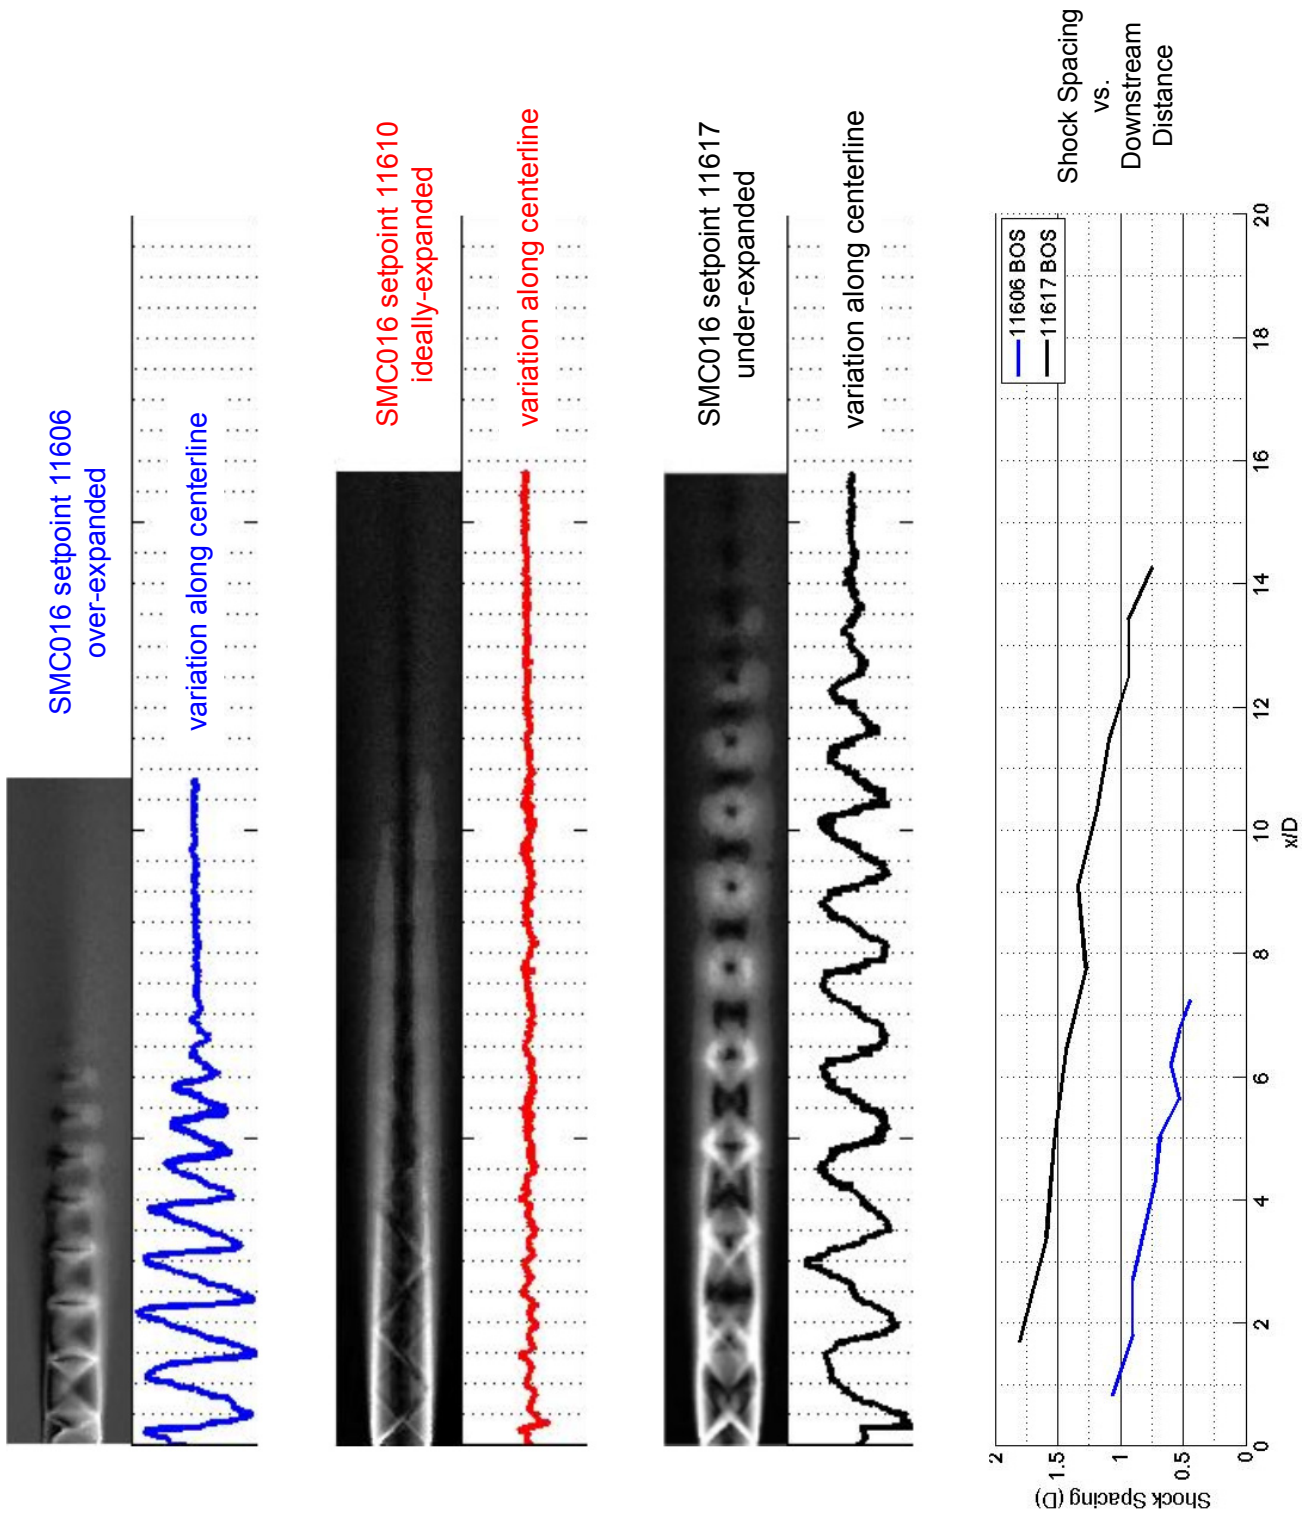 SMC016 setpoint 11606
over-expanded
variation along centerline
SMC016 setpoint 11610
ideally-expanded
variation along centerline
SMC016 setpoint 11617
under-expanded
variation along centerline
Shock Spacing
vs.
Downstream
Distance
11606 BOS
11617 BOS
2
1.5
1
0.5
0
Shock Spacing (D)
0
2
4
6
8
10
12
14
16
18
20
x/D